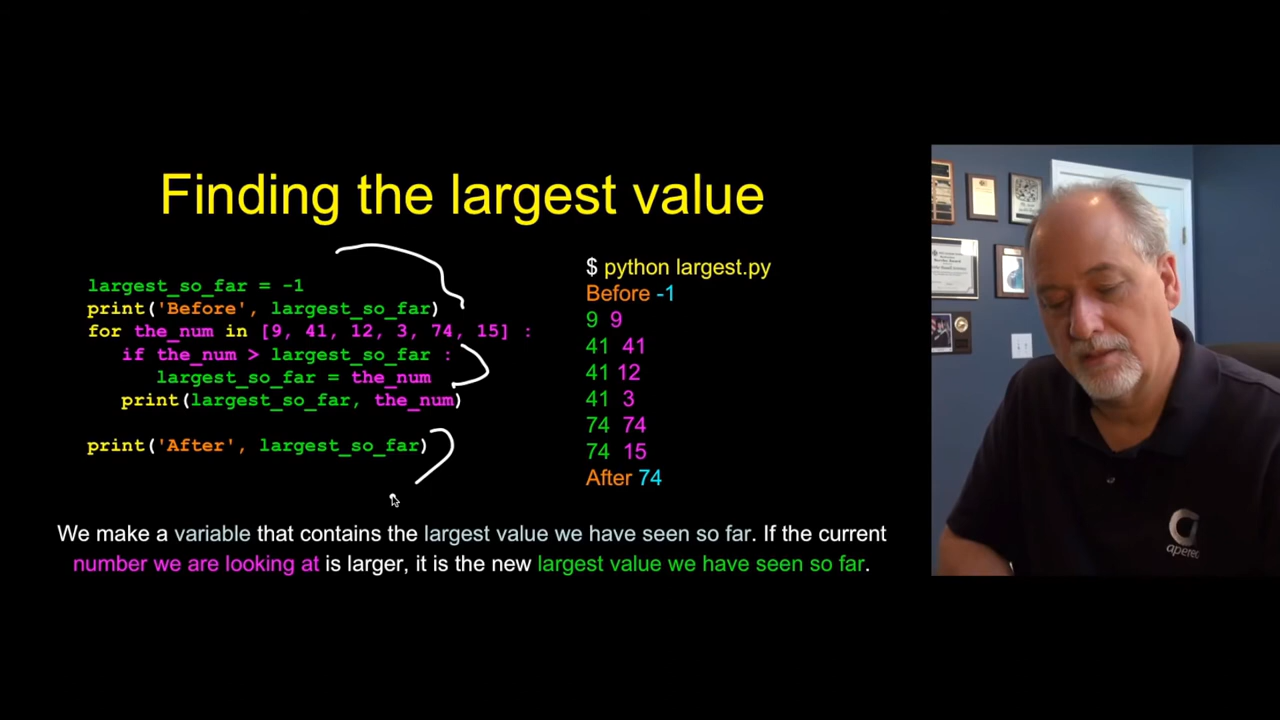 Finding the largest value
largest_so_far = -1
print('Before', largest_so_far)
for the_num in [9, 41, 12, 3, 74, 15] :
if the_num > largest_so_far :
largest_so_far = the_num
print(largest_so_far, the_num)
print('After', largest_so_far)
$ python largest.py
Before -1
9 9
41 41
41 12
41 3
74 74
74 15
After 74
We make a variable that contains the largest value we have seen so far. If the current
number we are looking at is larger, it is the new largest value we have seen so far.